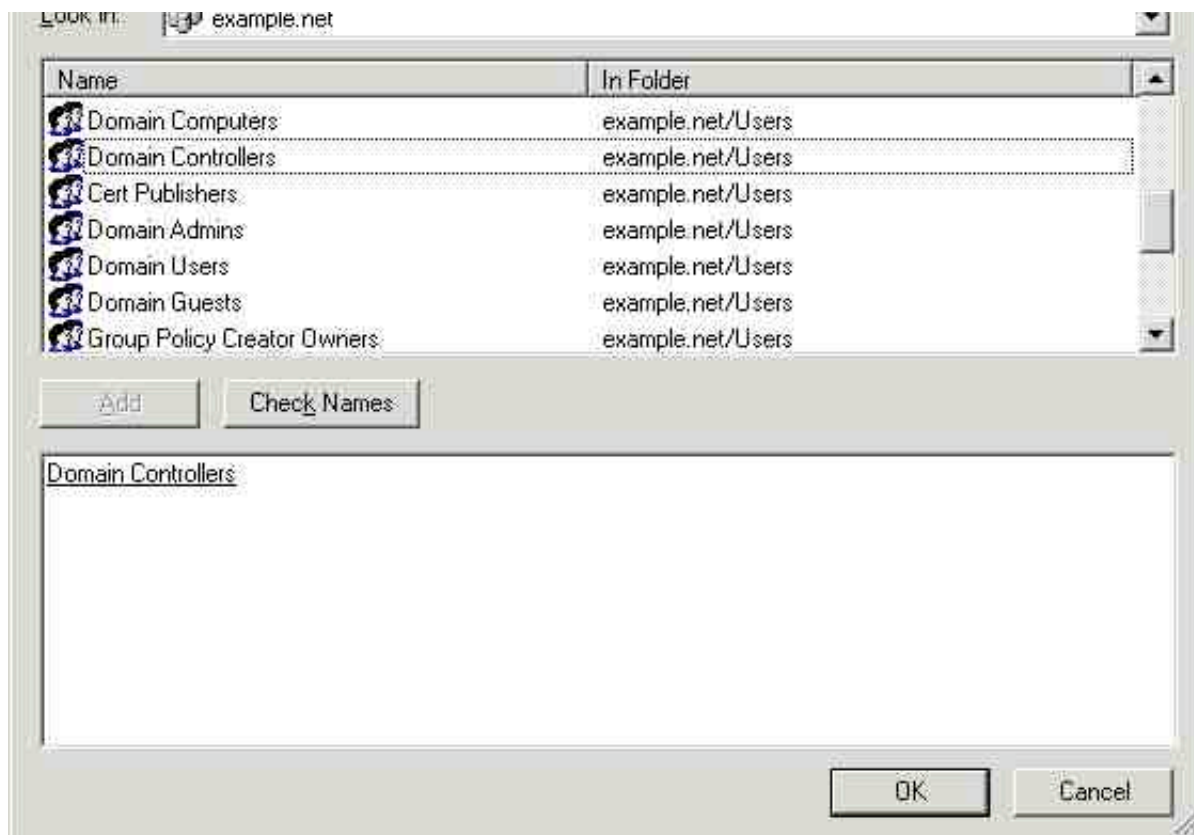 Look in: example.net
Name In Folder
Domain Computers example.net/Users
Domain Controllers example.net/Users
Cert Publishers example.net/Users
Domain Admins example.net/Users
Domain Users example.net/Users
Domain Guests example.net/Users
Group Policy Creator Owners example.net/Users
Add Check Names
Domain Controllers
OK Cancel